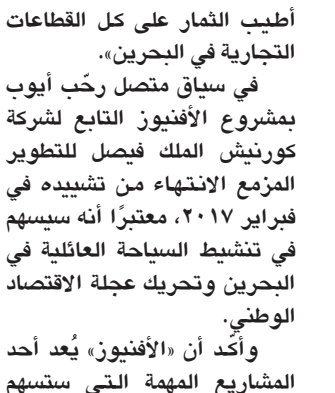 أطيب الثمار على كل القطاعات
التجارية في البحرين».
في سياق متصل رحّب أيوب
بمشروع الأفنيوز التابع لشركة
كورنيش الملك فيصل للتطوير
المزمع الانتهاء من تشييده في
فبراير ٢٠١٧، معتبرًا أنه سيسهم
في تنشيط السياحة العائلية في
البحرين وتحريك عجلة الاقتصاد
الوطني.
وأكّد أن «الأفنيوز» يُعد أحد
المشاريع المهمة التي ستسهم